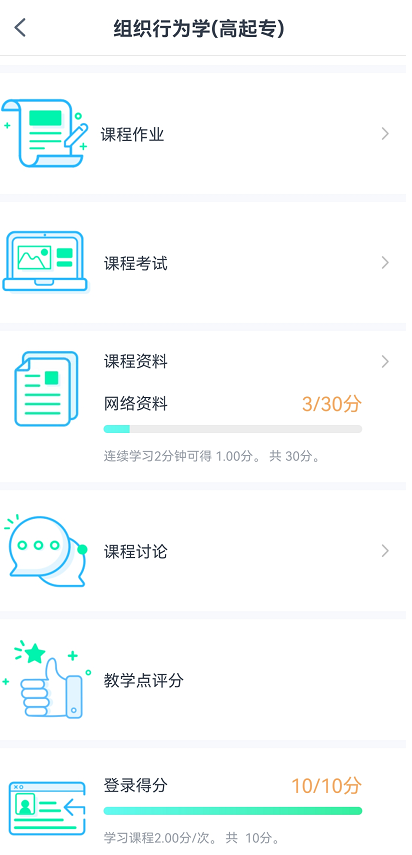 组织行为学(高起专)
课程作业
课程考试
课程资料
网络资料 3/30分
连续学习2分钟可得 1.00分。 共 30分。
课程讨论
教学点评分
登录得分 10/10分
学习课程2.00分/次。 共 10分。